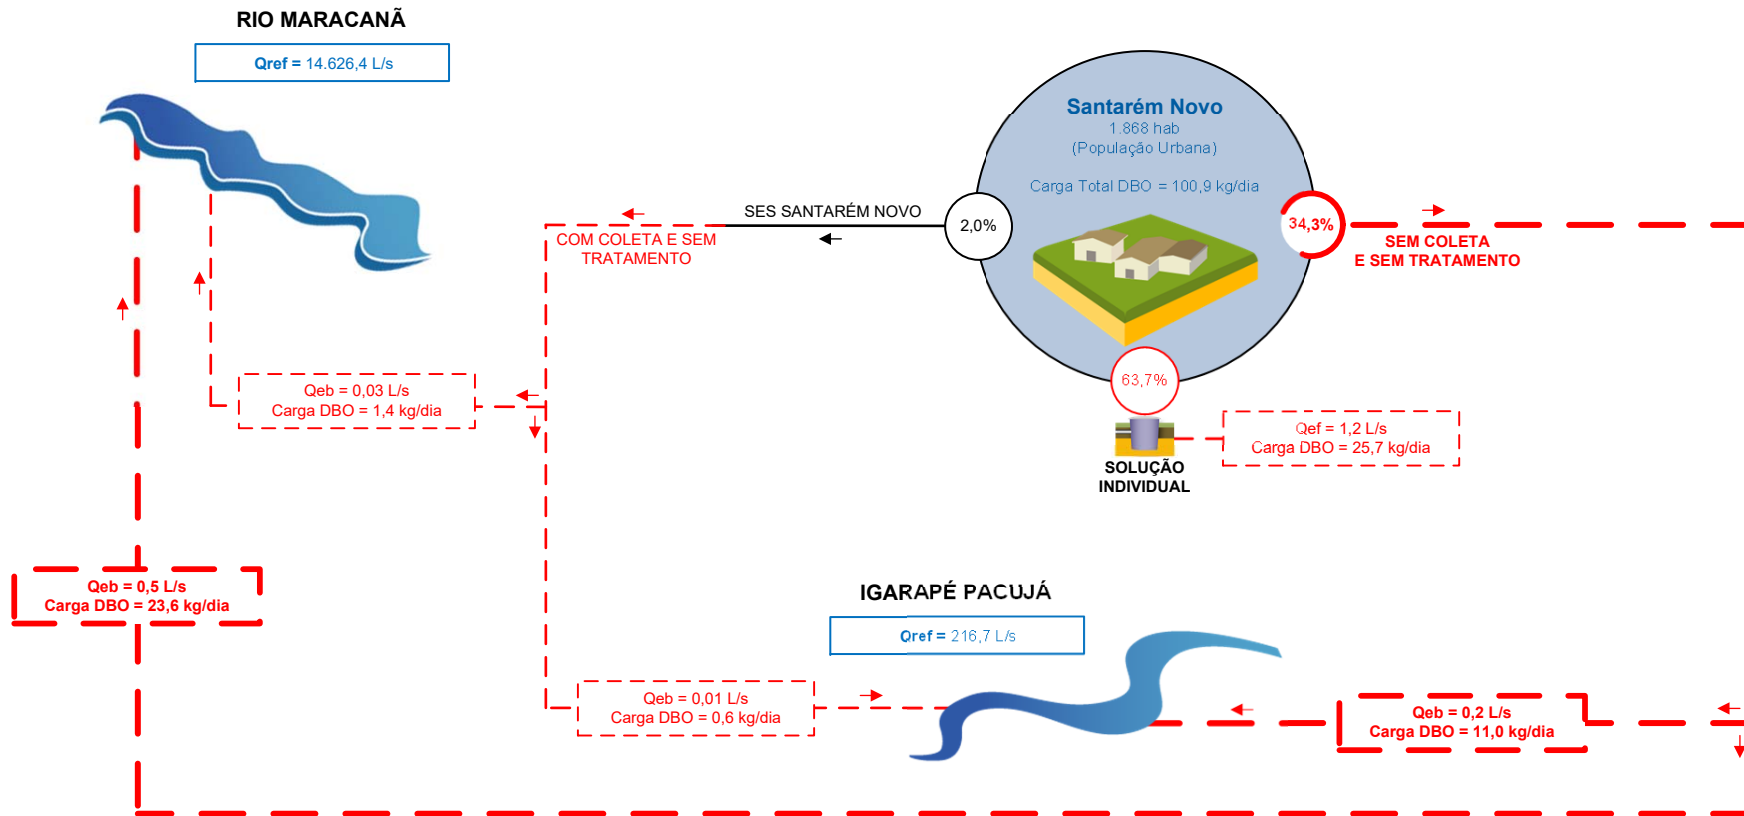 RIO MARACANÃ
Qref = 14.626,4 L/s
Santarém Novo
1.868 hab
(População Urbana)
Carga Total DBO = 100,9 kg/dia
SES SANTARÉM NOVO
2,0%
34,3%
COM COLETA E SEM
TRATAMENTO
SEM COLETA
E SEM TRATAMENTO
63,7%
Qeb = 0,03 L/s
Carga DBO = 1,4 kg/dia
Qef = 1,2 L/s
Carga DBO = 25,7 kg/dia
SOLUÇÃO
INDIVIDUAL
Qeb = 0,5 L/s
Carga DBO = 23,6 kg/dia
IGARAPÉ PACUJÁ
Qref = 216,7 L/s
Qeb = 0,01 L/s
Carga DBO = 0,6 kg/dia
Qeb = 0,2 L/s
Carga DBO = 11,0 kg/dia